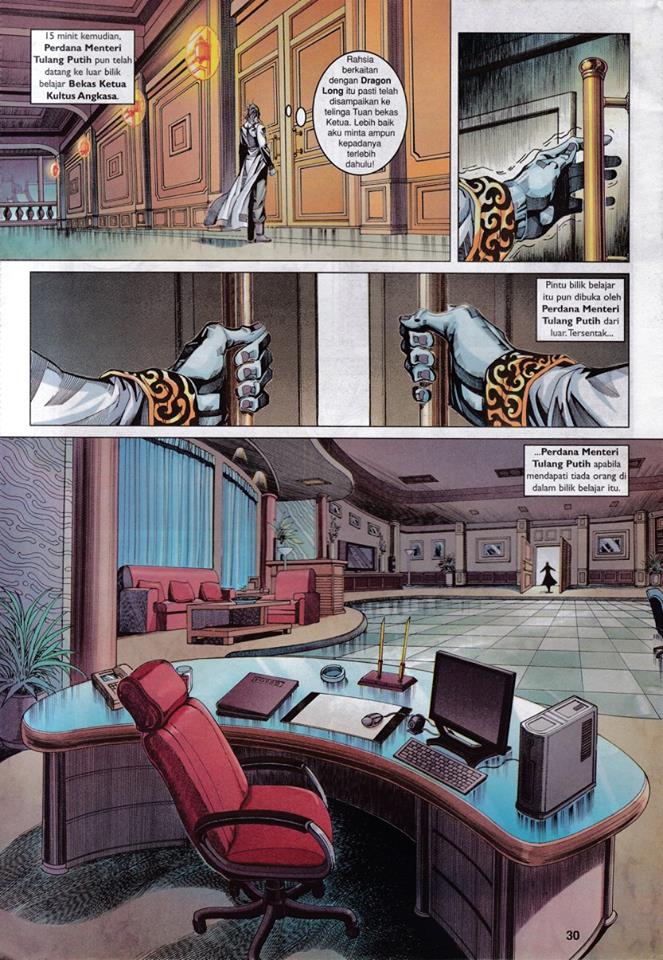 15 minit kemudian,
Perdana Menteri
Tulang Putih pun telah
datang ke luar bilik
belajar Bekas Ketua
Kultus Angkasa.
Rahsia
berkaitan
dengan Dragon
Long itu pasti telah
disampaikan ke
telinga Tuan bekas
Ketua. Lebih baik
aku minta ampun
kepadanya
terlebih
dahulu!
Pintu bilik belajar
itu pun dibuka oleh
Perdana Menteri
Tulang Putih dari
luar. Tersentak...
...Perdana Menteri
Tulang Putih apabila
mendapati tiada orang di
dalam bilik belajar itu.
30